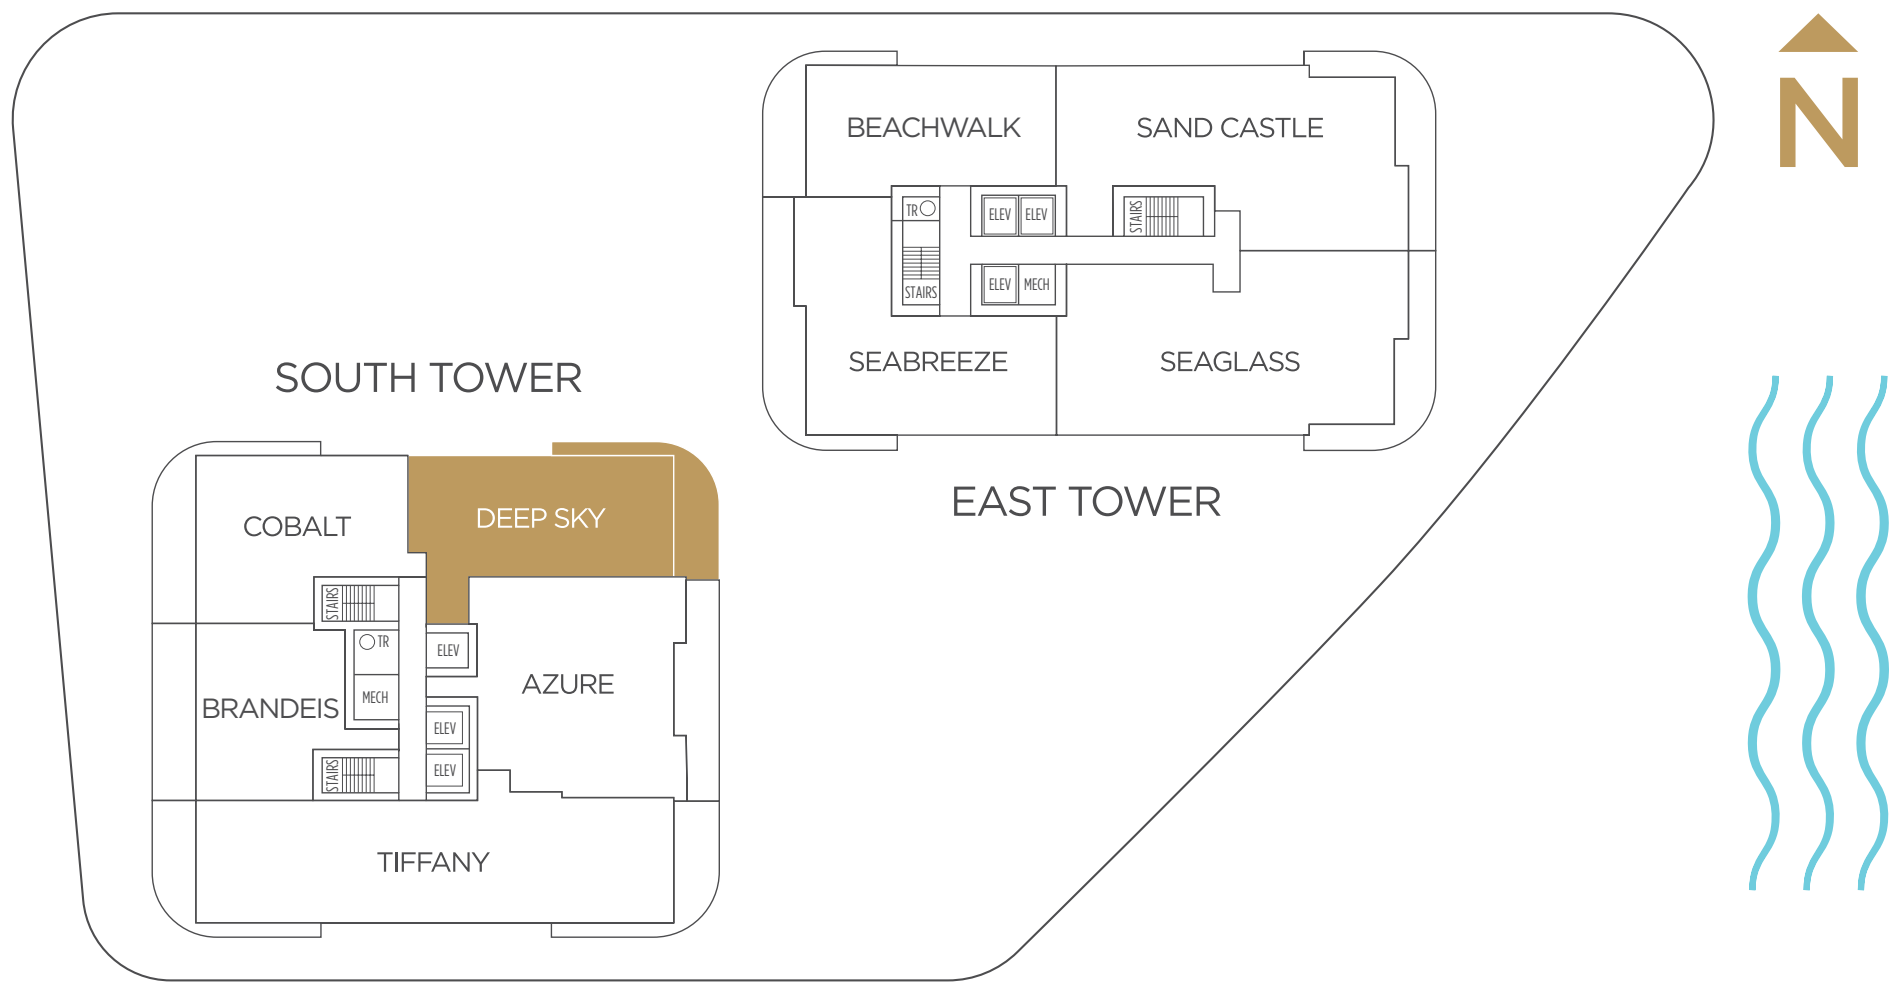 N
BEACHWALK
SAND CASTLE
TR
ELEV
ELEV
STAIRS
STAIRS
ELEV
MECH
SEABREEZE
SEAGLASS
EAST TOWER
SOUTH TOWER
COBALT
DEEP SKY
STAIRS
TR
ELEV
MECH
BRANDEIS
AZURE
ELEV
ELEV
STAIRS
TIFFANY